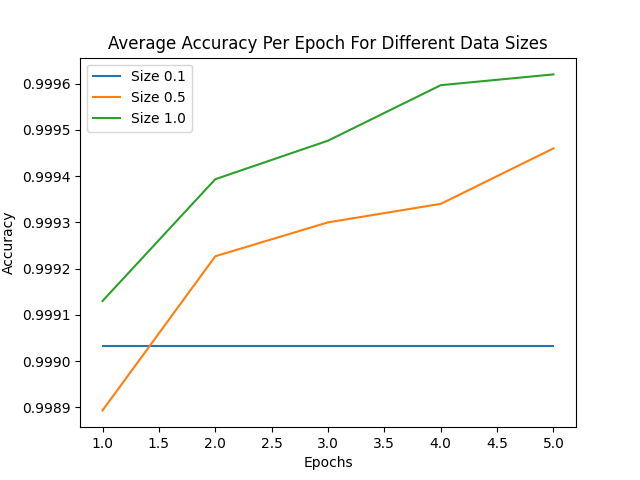 Average Accuracy Per Epoch For Different Data Sizes
Size 0.1
Size 0.5
Size 1.0
0.9996
0.9995
0.9994
0.9993
0.9992
0.9991
0.9990
0.9989
Accuracy
1.0 1.5 2.0 2.5 3.0 3.5 4.0 4.5 5.0
Epochs